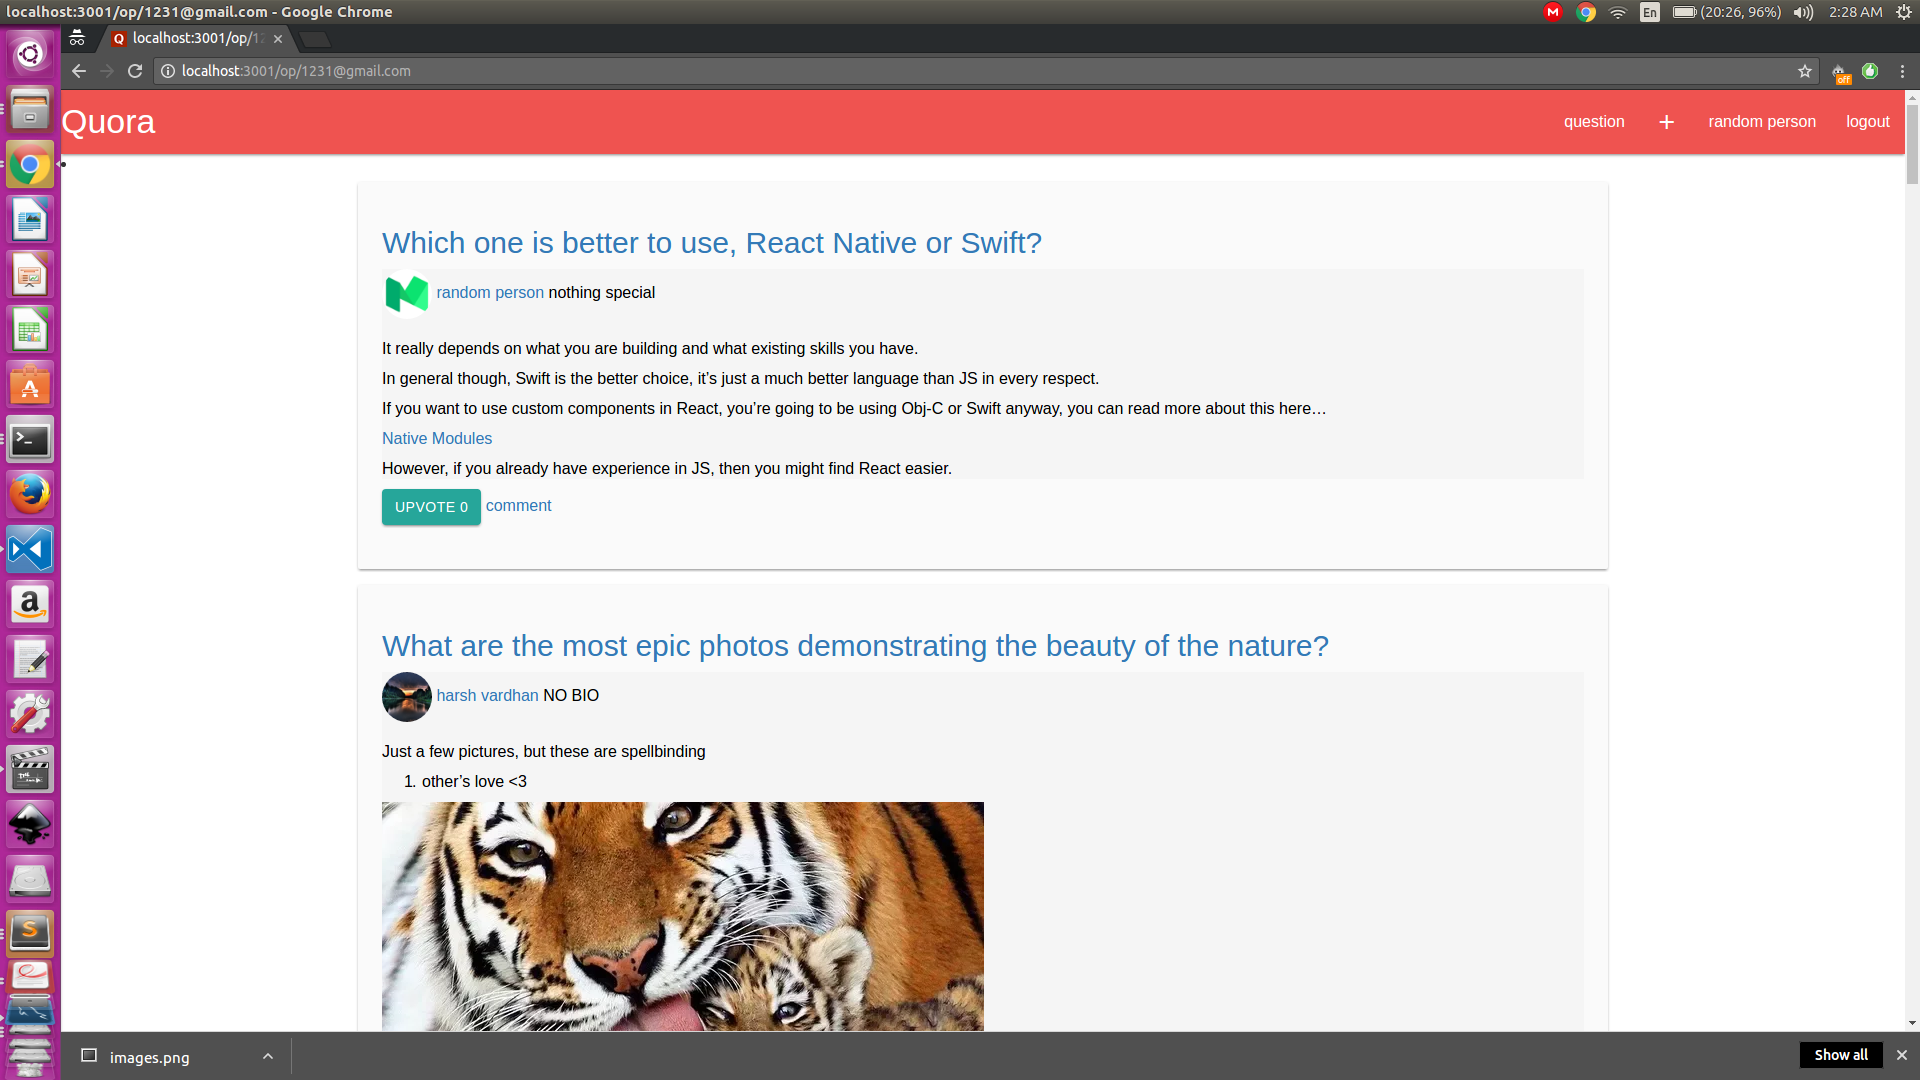 localhost:3001/op/1231@gmail.com - Google Chrome
M
En
(20:26, 96%)
2:28 AM
Q localhost:3001/op/12
localhost:3001/op/1231@gmail.com
off
Quora
question + random person logout
Which one is better to use, React Native or Swift?
random person nothing special
It really depends on what you are building and what existing skills you have.
In general though, Swift is the better choice, it’s just a much better language than JS in every respect.
If you want to use custom components in React, you’re going to be using Obj-C or Swift anyway, you can read more about this here…
Native Modules
However, if you already have experience in JS, then you might find React easier.
UPVOTE 0 comment
What are the most epic photos demonstrating the beauty of the nature?
harsh vardhan NO BIO
Just a few pictures, but these are spellbinding
1. other’s love <3
images.png
Show all